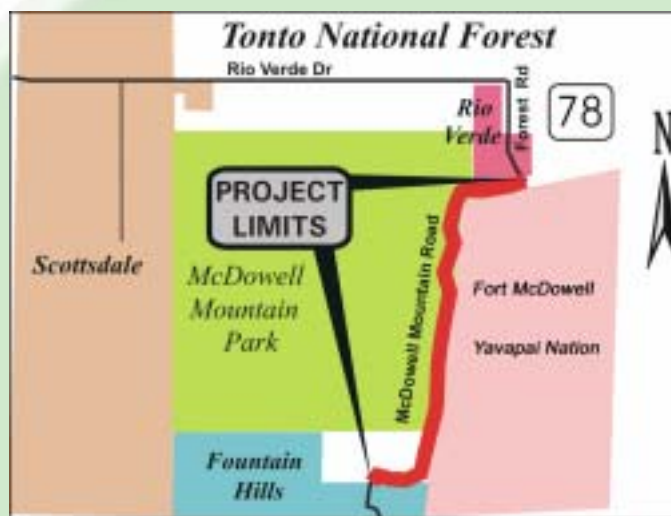 Tonto National Forest
Rio Verde Dr
Rio
Verde
Forest Rd
78
N
PROJECT
LIMITS
Scottsdale
McDowell
Mountain
Park
McDowell Mountain Road
Fort McDowell
Yavapai Nation
Fountain
Hills